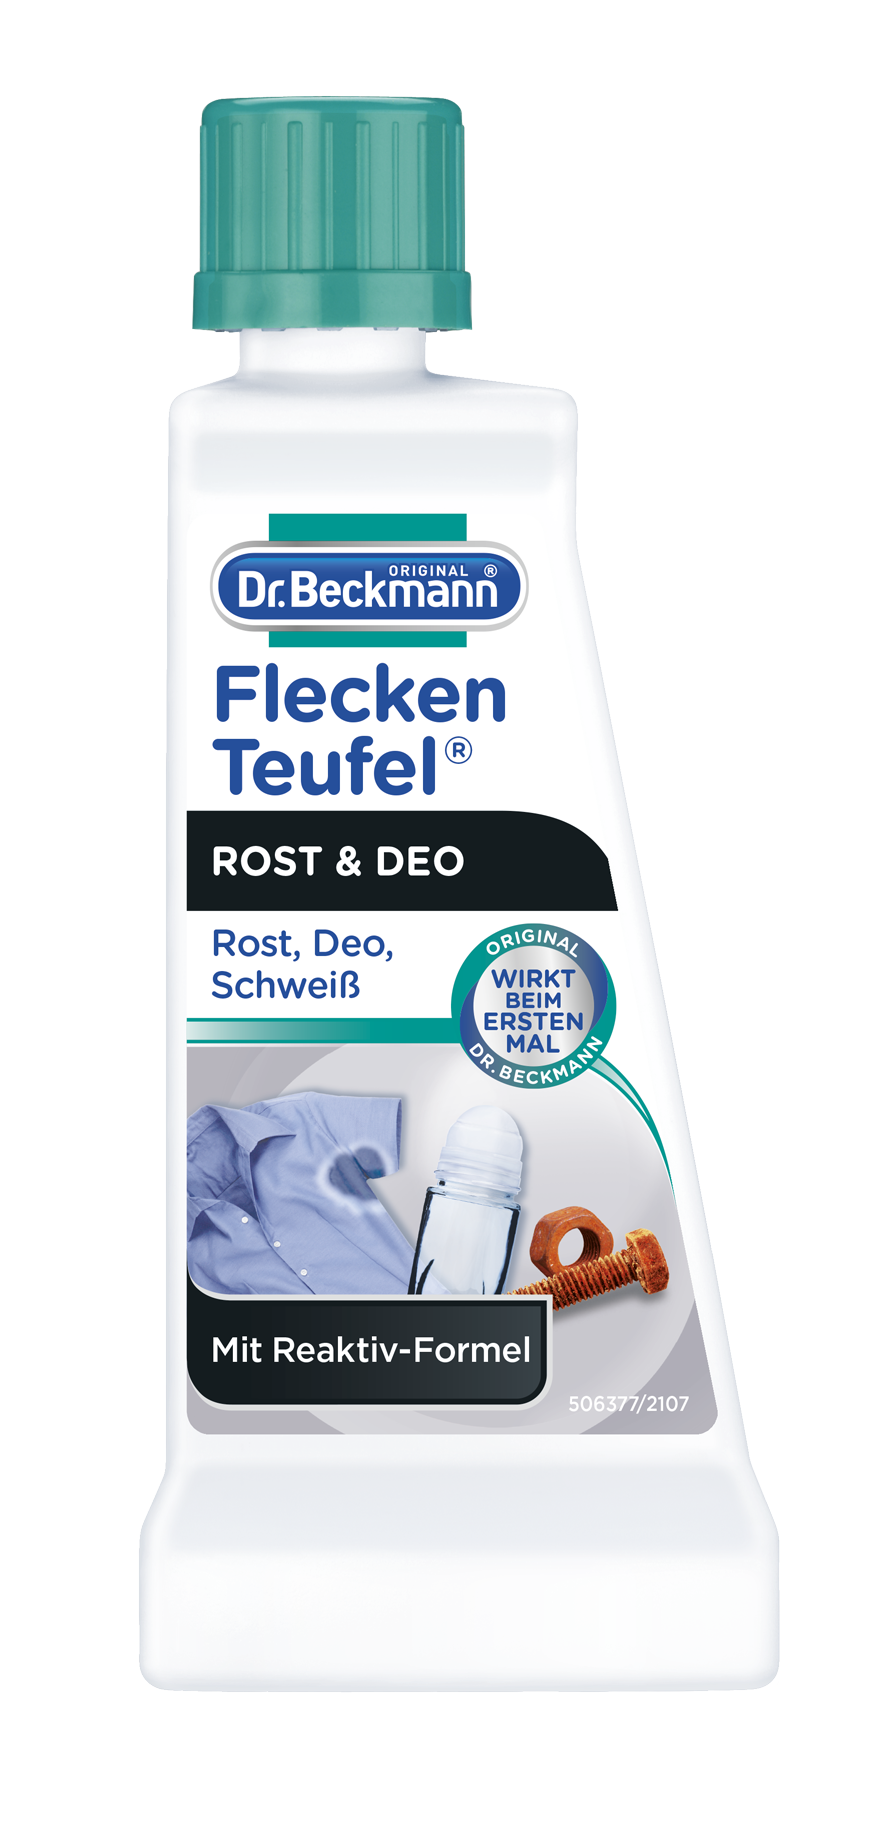 ORIGINAL ®
Dr.Beckmann
Flecken
Teufel®
ROST & DEO
Rost, Deo,
Schweiß
ORIGINAL
WIRKT
BEIM
ERSTEN
MAL
DR. BECKMANN
Mit Reaktiv-Formel
506377/2107